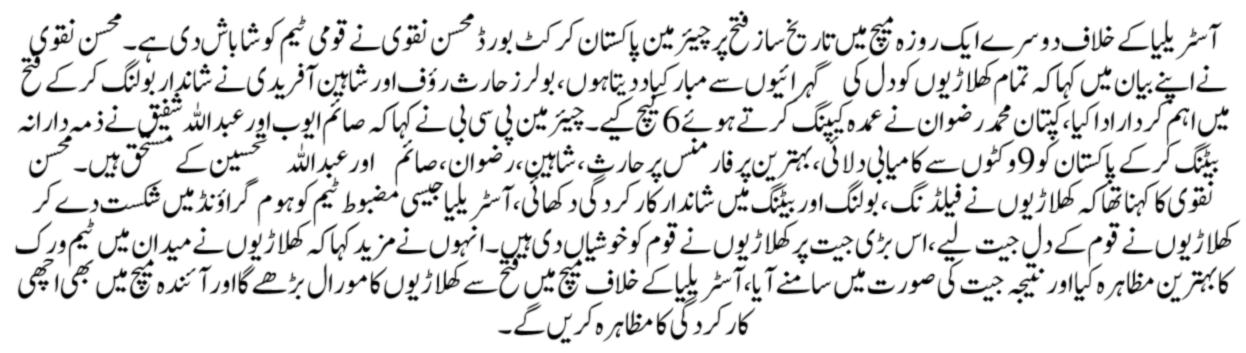 آسٹریلیا کے خلاف دوسرے ایک روزہ میچ میں تاریخ ساز فتح پر چیئرمین پاکستان کرکٹ بورڈ محسن نقوی نے قومی ٹیم کو شاباش دی ہے۔ محسن نقوی
نے اپنے بیان میں کہا کہ تمام کھلاڑیوں کو دل کی گہرائیوں سے مبارکباد دیتا ہوں، بولرز حارث رؤف اور شاہین آفریدی نے شاندار بولنگ کر کے فتح
میں اہم کردار ادا کیا، کپتان محمد رضوان نے عمدہ کیپنگ کرتے ہوئے 6 کیچ کیے۔ چیئرمین پی سی بی نے کہا کہ صائم ایوب اور عبداللہ شفیق نے ذمہ دارانہ
بیٹنگ کر کے پاکستان کو 9 وکٹوں سے کامیابی دلائی، بہترین پرفارمنس پر حارث، شاہین، رضوان، صائم اور عبداللہ تحسین کے مستحق ہیں۔ محسن
نقوی کا کہنا تھا کہ کھلاڑیوں نے فیلڈنگ، بولنگ اور بیٹنگ میں شاندار کارکردگی دکھائی، آسٹریلیا جیسی مضبوط ٹیم کو ہوم گراؤنڈ میں شکست دے کر
کھلاڑیوں نے قوم کے دل جیت لیے، اس بڑی جیت پر کھلاڑیوں نے قوم کو خوشیاں دی ہیں۔ انہوں نے مزید کہا کہ کھلاڑیوں نے میدان میں ٹیم ورک
کا بہترین مظاہرہ کیا اور نتیجہ جیت کی صورت میں سامنے آیا، آسٹریلیا کے خلاف میچ میں فتح سے کھلاڑیوں کا مورال بڑھے گا اور آئندہ میچ میں بھی اچھی
کارکردگی کا مظاہرہ کریں گے۔